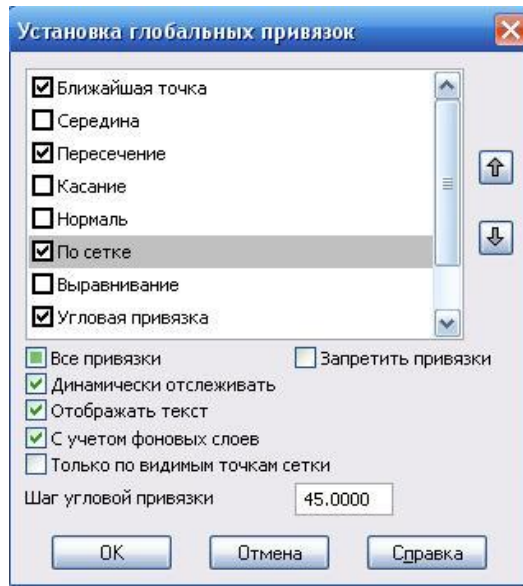 Установка глобальных привязок
Ближайшая точка
Середина
Пересечение
Касание
Нормаль
По сетке
Выравнивание
Угловая привязка
Все привязки Запретить привязки
Динамически отслеживать
Отображать текст
С учетом фоновых слоев
Только по видимым точкам сетки
Шаг угловой привязки 45.0000
OK Отмена Справка